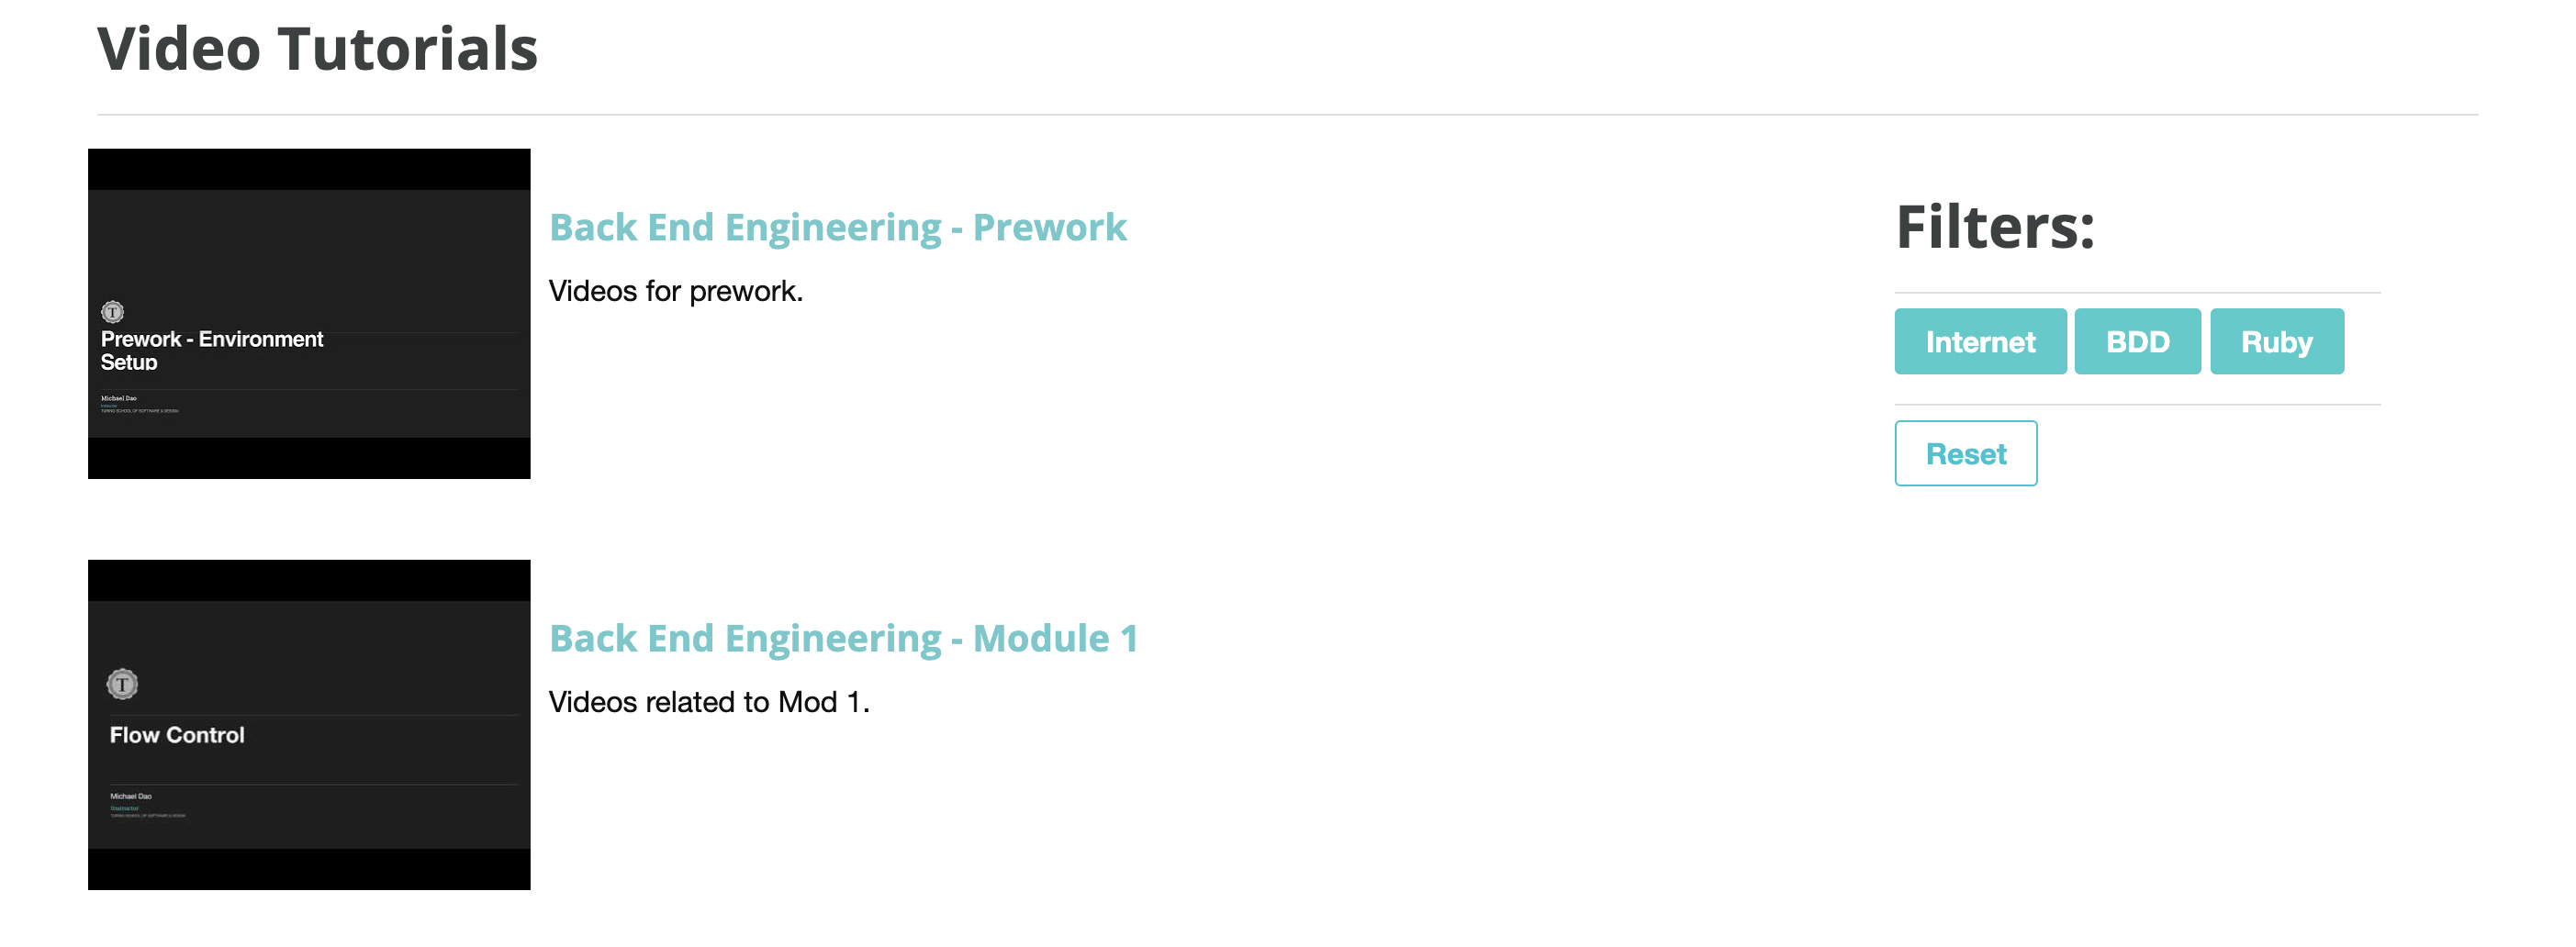 Video Tutorials
T
Prework - Environment
Setup
Michael Dao
TURING SCHOOL OF SOFTWARE & DESIGN
Back End Engineering - Prework
Videos for prework.
Filters:
Internet BDD Ruby
Reset
T
Flow Control
Michael Dao
TURING SCHOOL OF SOFTWARE & DESIGN
Back End Engineering - Module 1
Videos related to Mod 1.